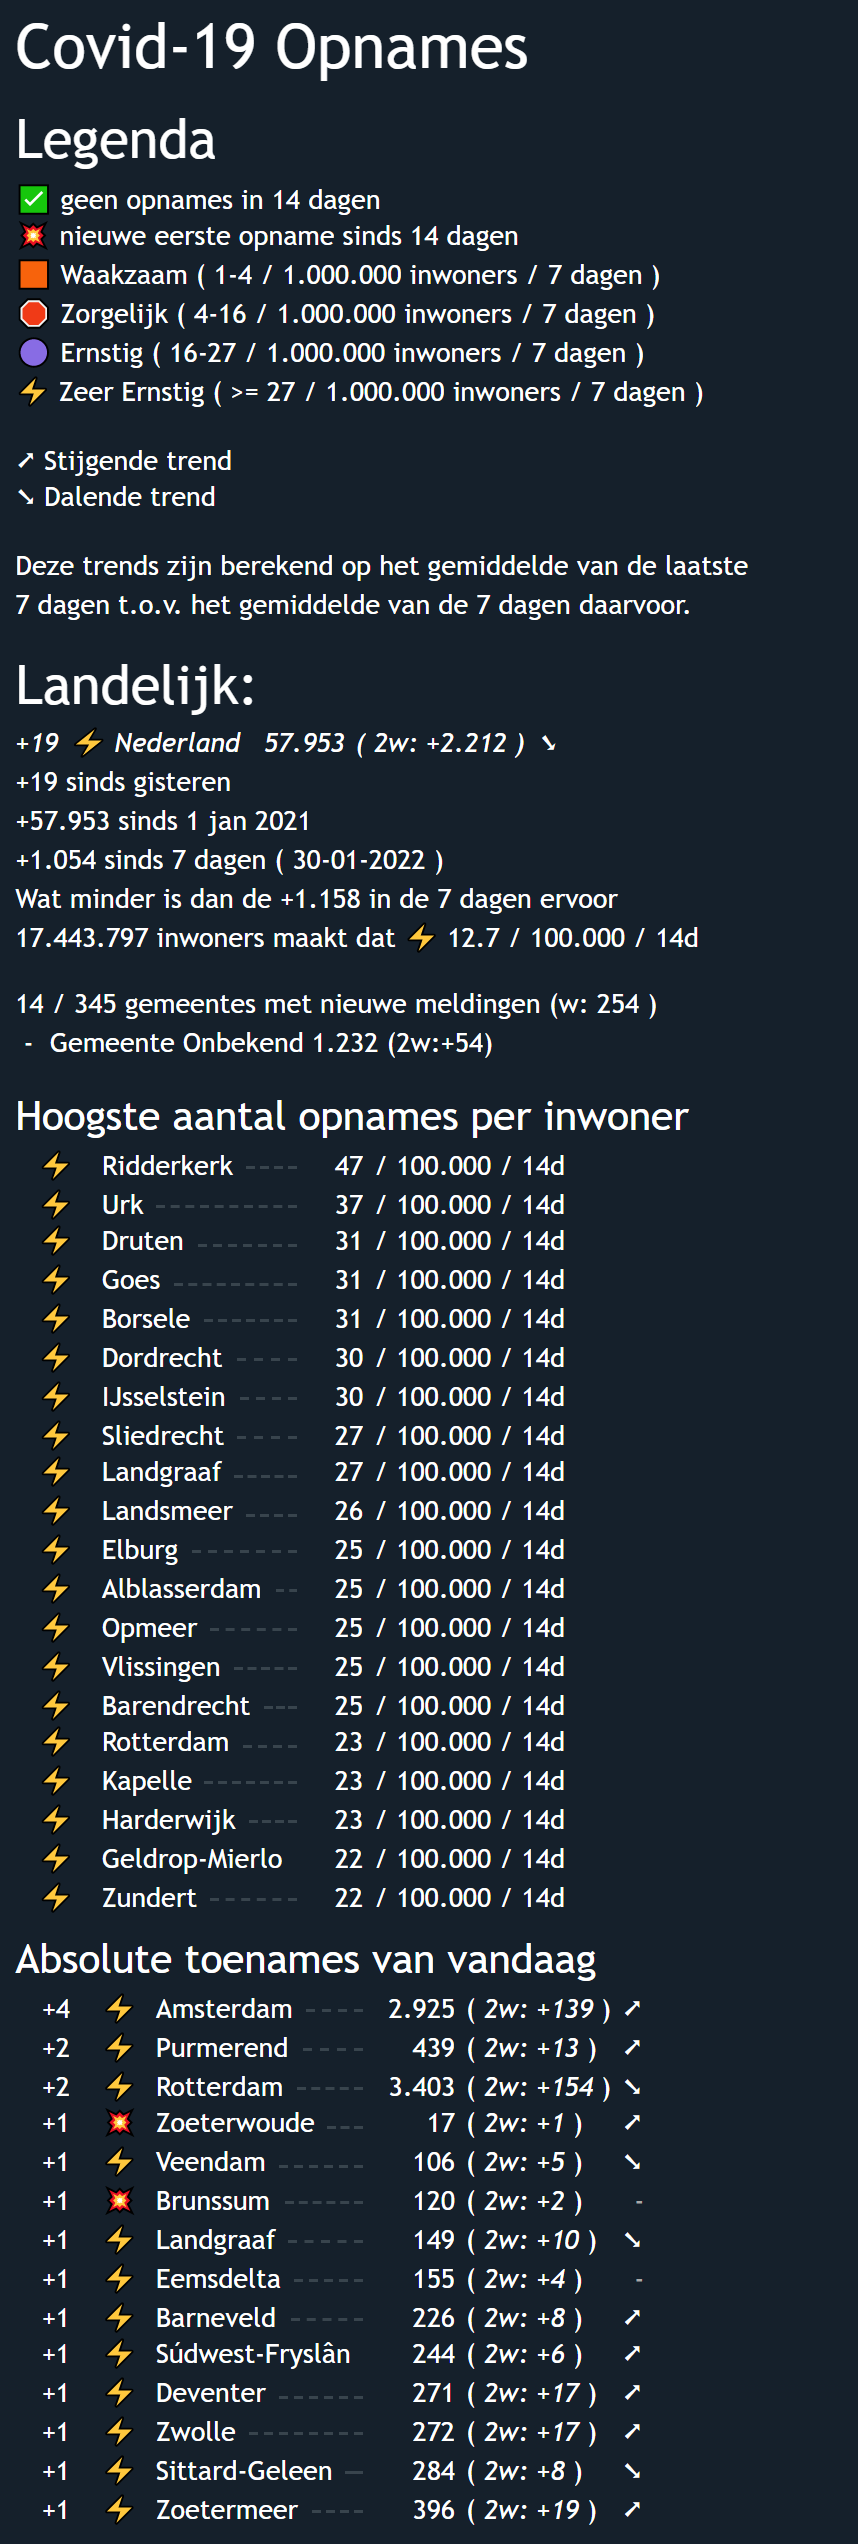 Covid-19 Opnames
Legenda
✅ geen opnames in 14 dagen
💥 nieuwe eerste opname sinds 14 dagen
🟧 Waakzaam ( 1-4 / 1.000.000 inwoners / 7 dagen )
🛑 Zorgelijk ( 4-16 / 1.000.000 inwoners / 7 dagen )
🟣 Ernstig ( 16-27 / 1.000.000 inwoners / 7 dagen )
⚡ Zeer Ernstig ( >= 27 / 1.000.000 inwoners / 7 dagen )
➚ Stijgende trend
➘ Dalende trend
Deze trends zijn berekend op het gemiddelde van de laatste
7 dagen t.o.v. het gemiddelde van de 7 dagen daarvoor.
Landelijk:
+19 ⚡ Nederland 57.953 ( 2w: +2.212 ) ➘
+19 sinds gisteren
+57.953 sinds 1 jan 2021
+1.054 sinds 7 dagen ( 30-01-2022 )
Wat minder is dan de +1.158 in de 7 dagen ervoor
17.443.797 inwoners maakt dat ⚡ 12.7 / 100.000 / 14d
14 / 345 gemeentes met nieuwe meldingen (w: 254 )
- Gemeente Onbekend 1.232 (2w:+54)
Hoogste aantal opnames per inwoner
⚡ Ridderkerk ---- 47 / 100.000 / 14d
⚡ Urk ---------- 37 / 100.000 / 14d
⚡ Druten ------- 31 / 100.000 / 14d
⚡ Goes --------- 31 / 100.000 / 14d
⚡ Borsele ------- 31 / 100.000 / 14d
⚡ Dordrecht ---- 30 / 100.000 / 14d
⚡ IJsselstein ---- 30 / 100.000 / 14d
⚡ Sliedrecht ---- 27 / 100.000 / 14d
⚡ Landgraaf ----- 27 / 100.000 / 14d
⚡ Landsmeer ---- 26 / 100.000 / 14d
⚡ Elburg ------- 25 / 100.000 / 14d
⚡ Alblasserdam -- 25 / 100.000 / 14d
⚡ Opmeer ------ 25 / 100.000 / 14d
⚡ Vlissingen ----- 25 / 100.000 / 14d
⚡ Barendrecht --- 25 / 100.000 / 14d
⚡ Rotterdam ---- 23 / 100.000 / 14d
⚡ Kapelle ------- 23 / 100.000 / 14d
⚡ Harderwijk ---- 23 / 100.000 / 14d
⚡ Geldrop-Mierlo 22 / 100.000 / 14d
⚡ Zundert ------ 22 / 100.000 / 14d
Absolute toenames van vandaag
+4 ⚡ Amsterdam ---- 2.925 ( 2w: +139 ) ➚
+2 ⚡ Purmerend ---- 439 ( 2w: +13 ) ➚
+2 ⚡ Rotterdam ----- 3.403 ( 2w: +154 ) ➘
+1 💥 Zoeterwoude --- 17 ( 2w: +1 ) ➚
+1 ⚡ Veendam ------ 106 ( 2w: +5 ) ➘
+1 💥 Brunssum ------ 120 ( 2w: +2 ) -
+1 ⚡ Landgraaf ----- 149 ( 2w: +10 ) ➘
+1 ⚡ Eemsdelta ----- 155 ( 2w: +4 ) -
+1 ⚡ Barneveld ----- 226 ( 2w: +8 ) ➚
+1 ⚡ Súdwest-Fryslân 244 ( 2w: +6 ) ➚
+1 ⚡ Deventer ------ 271 ( 2w: +17 ) ➚
+1 ⚡ Zwolle -------- 272 ( 2w: +17 ) ➚
+1 ⚡ Sittard-Geleen - 284 ( 2w: +8 ) ➘
+1 ⚡ Zoetermeer ---- 396 ( 2w: +19 ) ➚